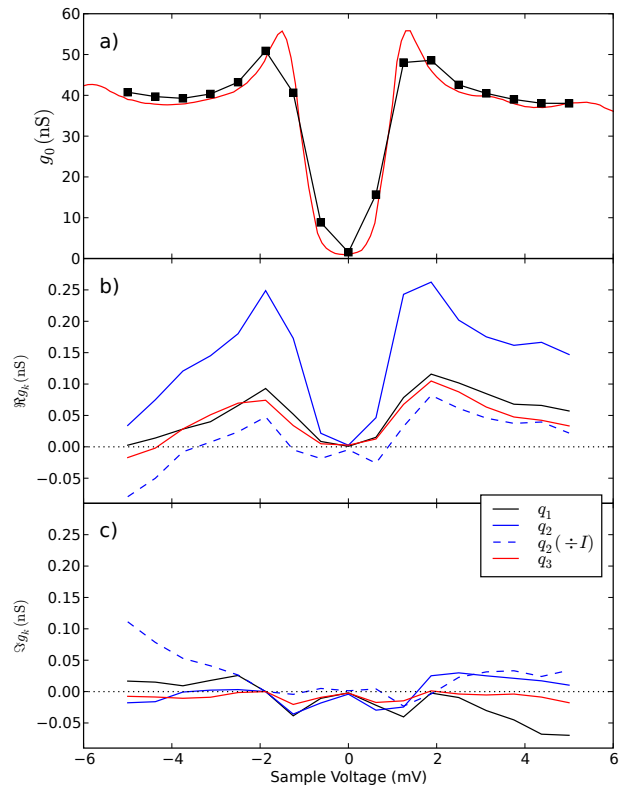 60
50
40
30
20
10
0
g₀ (nS)
a)
0.25
0.20
0.15
0.10
0.05
0.00
−0.05
ℜgₖ (nS)
b)
0.25
0.20
0.15
0.10
0.05
0.00
−0.05
ℑgₖ (nS)
c)
q₁
q₂
q₂ (÷I)
q₃
−6 −4 −2 0 2 4 6
Sample Voltage (mV)